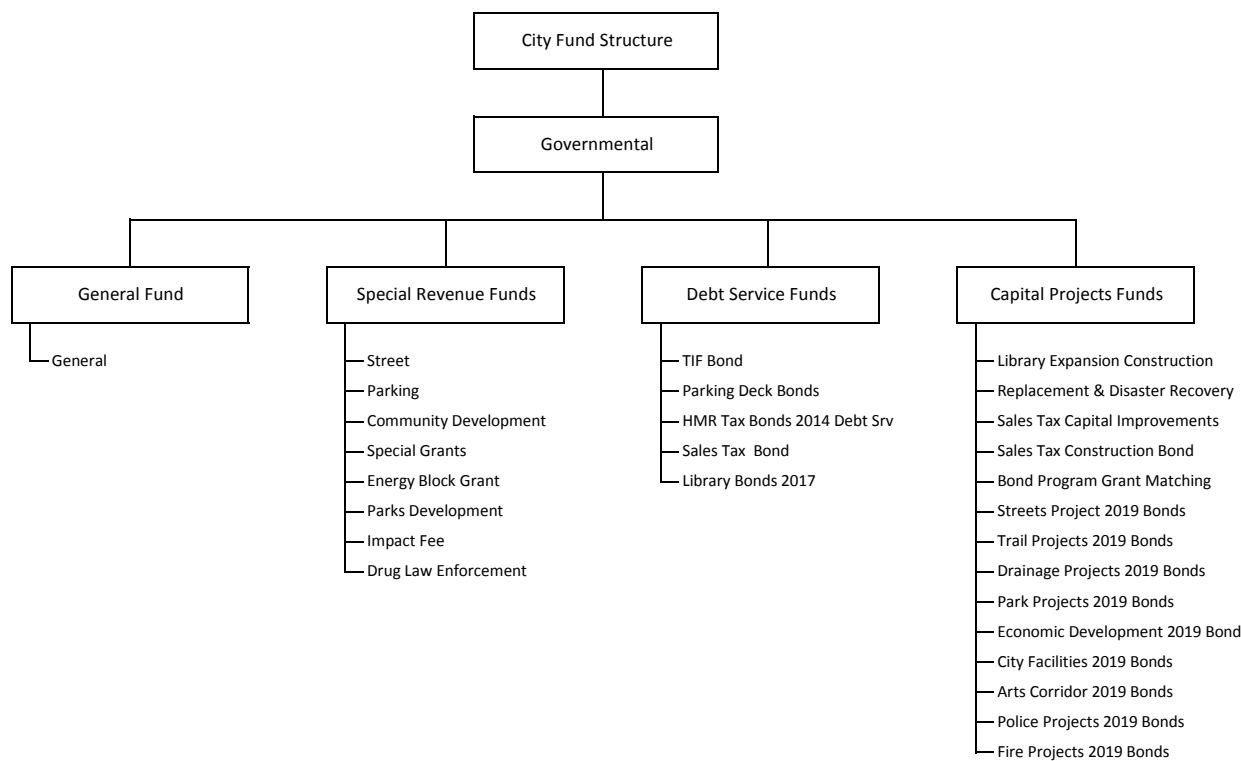 City Fund Structure
Governmental
General Fund
General
Special Revenue Funds
Street
Parking
Community Development
Special Grants
Energy Block Grant
Parks Development
Impact Fee
Drug Law Enforcement
Debt Service Funds
TIF Bond
Parking Deck Bonds
HMR Tax Bonds 2014 Debt Srv
Sales Tax Bond
Library Bonds 2017
Capital Projects Funds
Library Expansion Construction
Replacement & Disaster Recovery
Sales Tax Capital Improvements
Sales Tax Construction Bond
Bond Program Grant Matching
Streets Project 2019 Bonds
Trail Projects 2019 Bonds
Drainage Projects 2019 Bonds
Park Projects 2019 Bonds
Economic Development 2019 Bond
City Facilities 2019 Bonds
Arts Corridor 2019 Bonds
Police Projects 2019 Bonds
Fire Projects 2019 Bonds